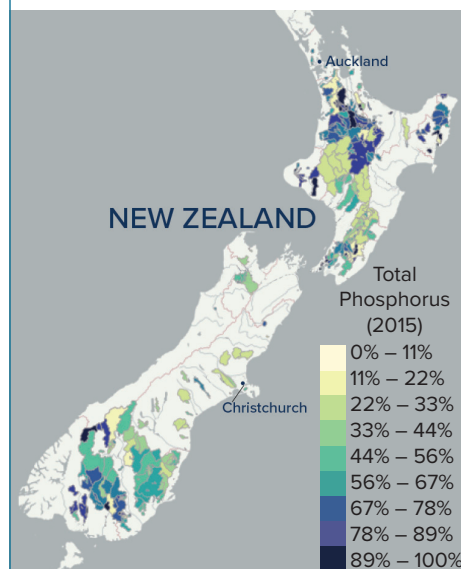 Auckland
NEW ZEALAND
Total
Phosphorus
(2015)
0% – 11%
11% – 22%
22% – 33%
33% – 44%
44% – 56%
56% – 67%
67% – 78%
78% – 89%
89% – 100%
Christchurch